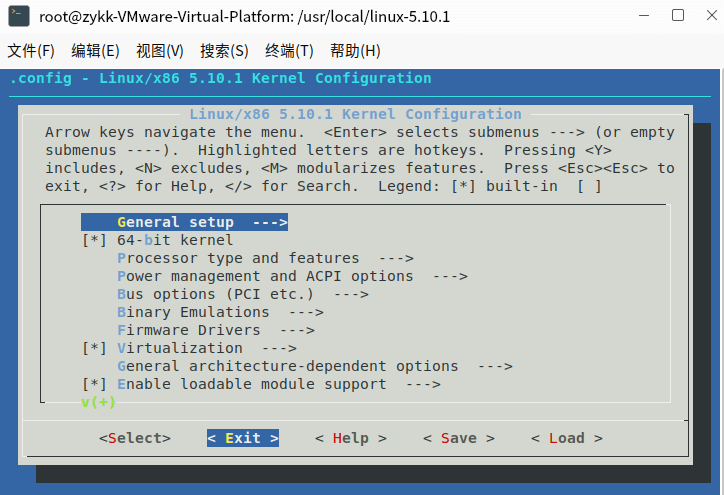 root@zykk-VMware-Virtual-Platform: /usr/local/linux-5.10.1
文件(F) 编辑(E) 视图(V) 搜索(S) 终端(T) 帮助(H)
.config - Linux/x86 5.10.1 Kernel Configuration
Linux/x86 5.10.1 Kernel Configuration
Arrow keys navigate the menu.  <Enter> selects submenus ---> (or empty
submenus ----).  Highlighted letters are hotkeys.  Pressing <Y>
includes, <N> excludes, <M> modularizes features.  Press <Esc><Esc> to
exit, <?> for Help, </> for Search.  Legend: [*] built-in  [ ]
General setup  --->
[*] 64-bit kernel
Processor type and features  --->
Power management and ACPI options  --->
Bus options (PCI etc.)  --->
Binary Emulations  --->
Firmware Drivers  --->
[*] Virtualization  --->
General architecture-dependent options  --->
[*] Enable loadable module support  --->
v(+)
<Select> < Exit > < Help > < Save > < Load >